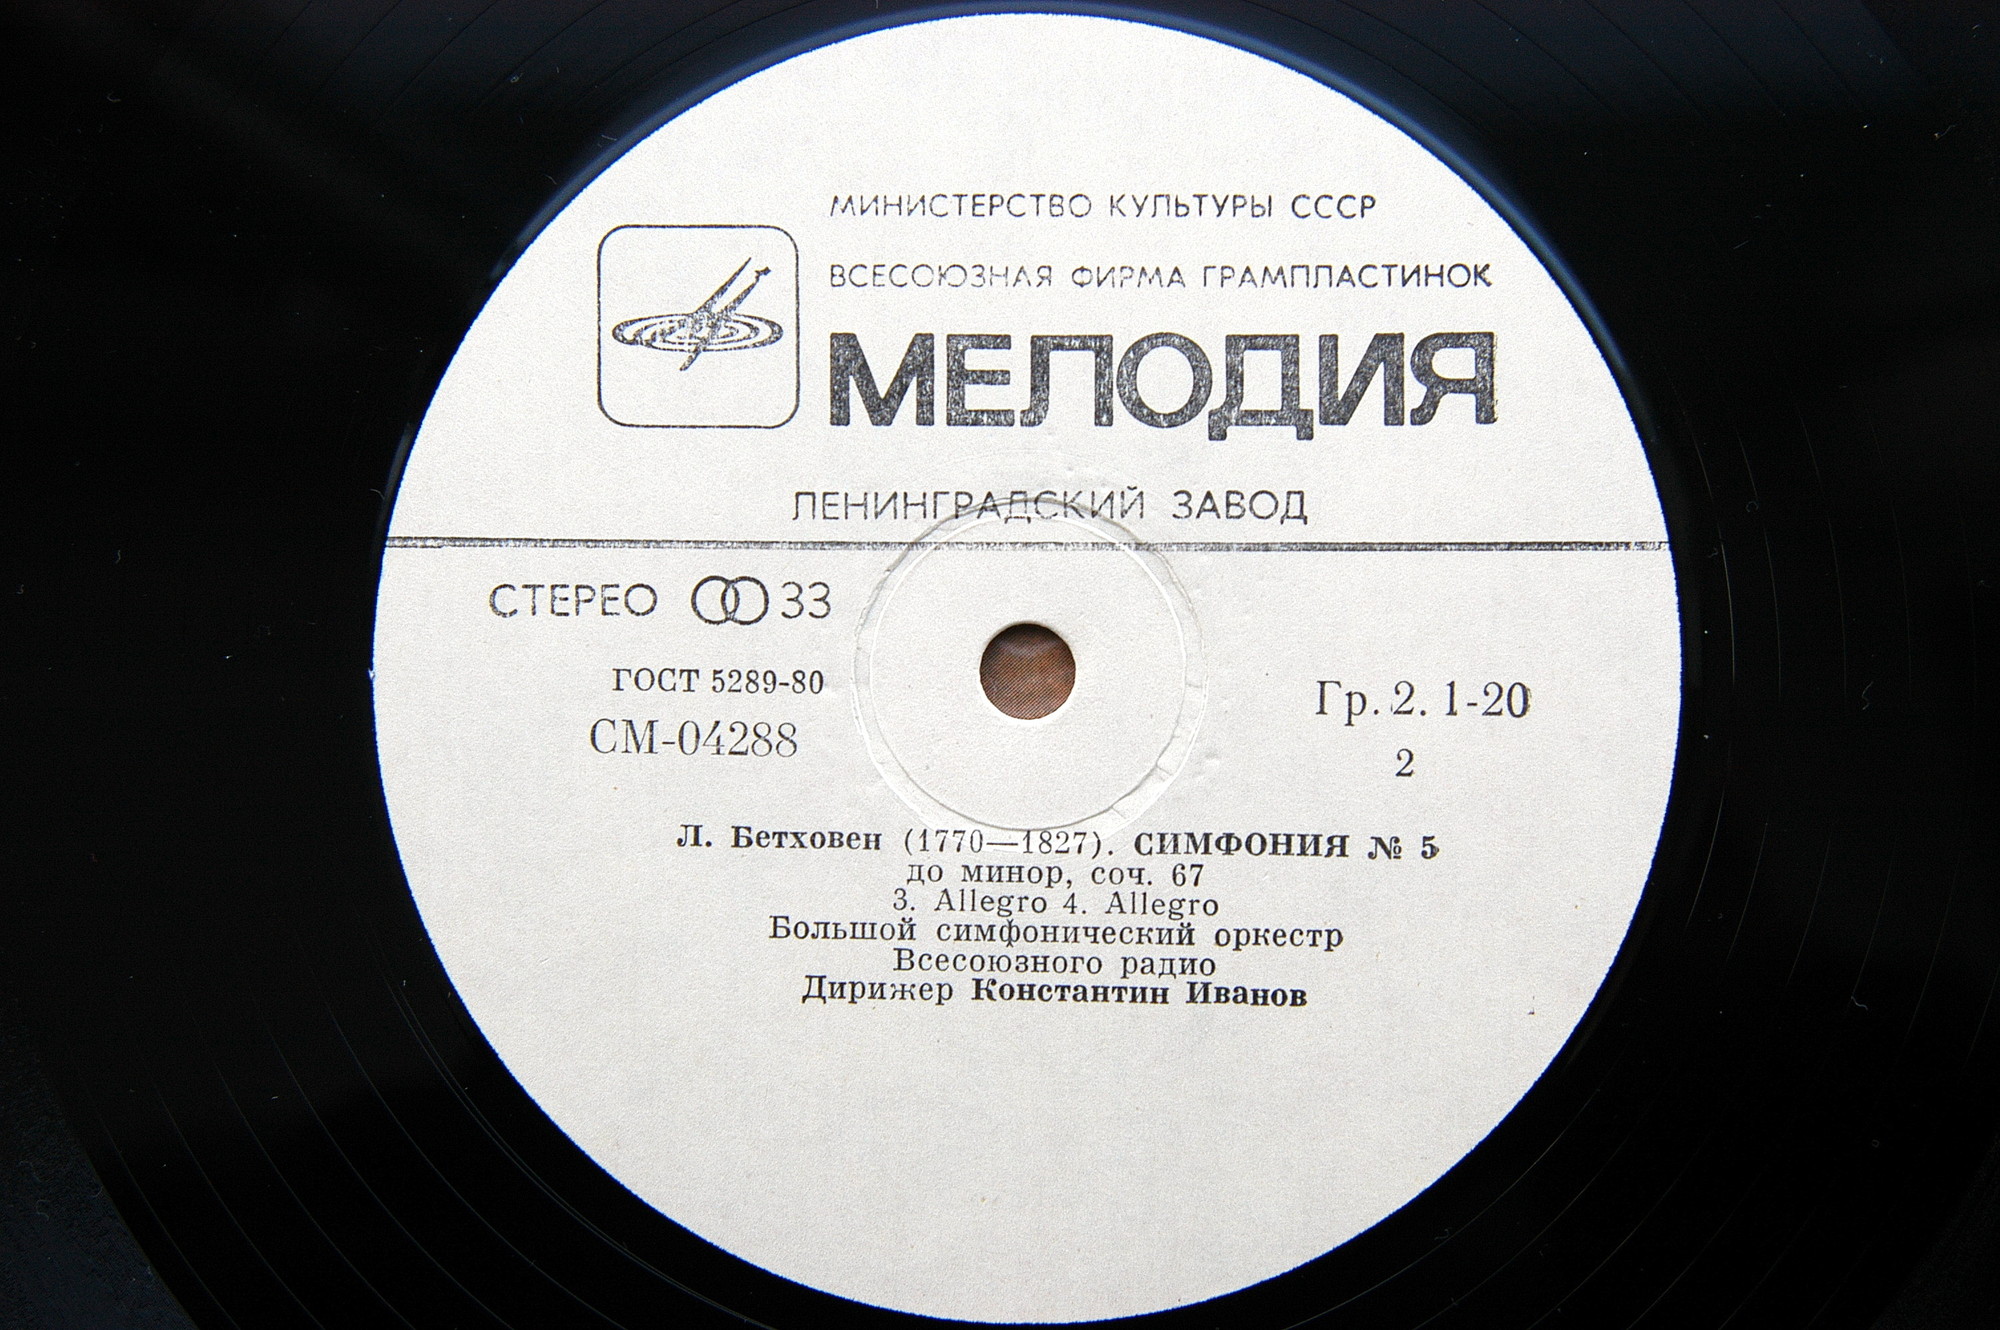 МИНИСТЕРСТВО КУЛЬТУРЫ СССР
ВСЕСОЮЗНАЯ ФИРМА ГРАМПЛАСТИНОК
МЕЛОДИЯ
ЛЕНИНГРАДСКИЙ ЗАВОД
СТЕРЕО 33
ГОСТ 5289-80
СМ-04288
Гр. 2. 1-20
2
Л. Бетховен (1770—1827). СИМФОНИЯ № 5
до минор, соч. 67
3. Allegro 4. Allegro
Большой симфонический оркестр
Всесоюзного радио
Дирижер Константин Иванов